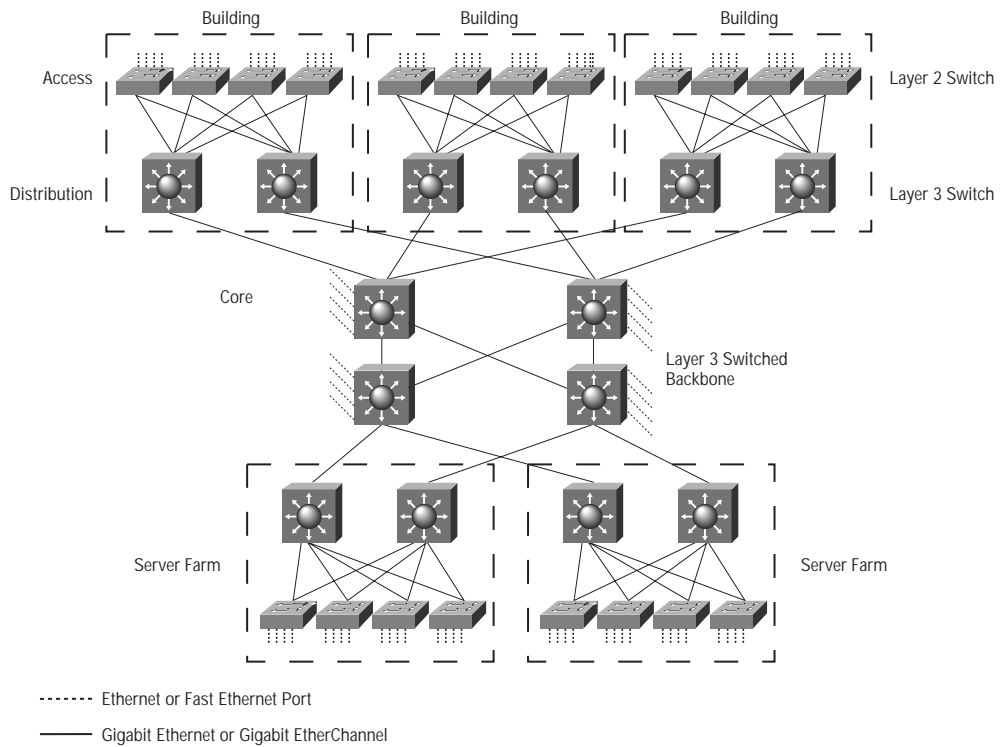 Building
Building
Building
Access
Layer 2 Switch
Distribution
Layer 3 Switch
Core
Layer 3 Switched
Backbone
Server Farm
Server Farm
Ethernet or Fast Ethernet Port
Gigabit Ethernet or Gigabit EtherChannel